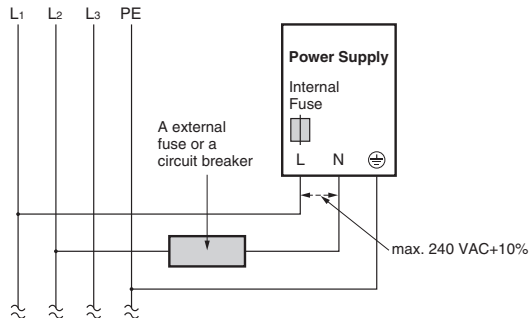 L1 L2 L3 PE
Power Supply
Internal
Fuse
A external
fuse or a
circuit breaker
L N
max. 240 VAC+10%